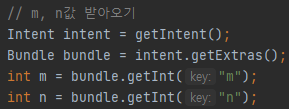 // m, n값 받아오기
Intent intent = getIntent();
Bundle bundle = intent.getExtras();
int m = bundle.getInt( key: "m");
int n = bundle.getInt( key: "n");